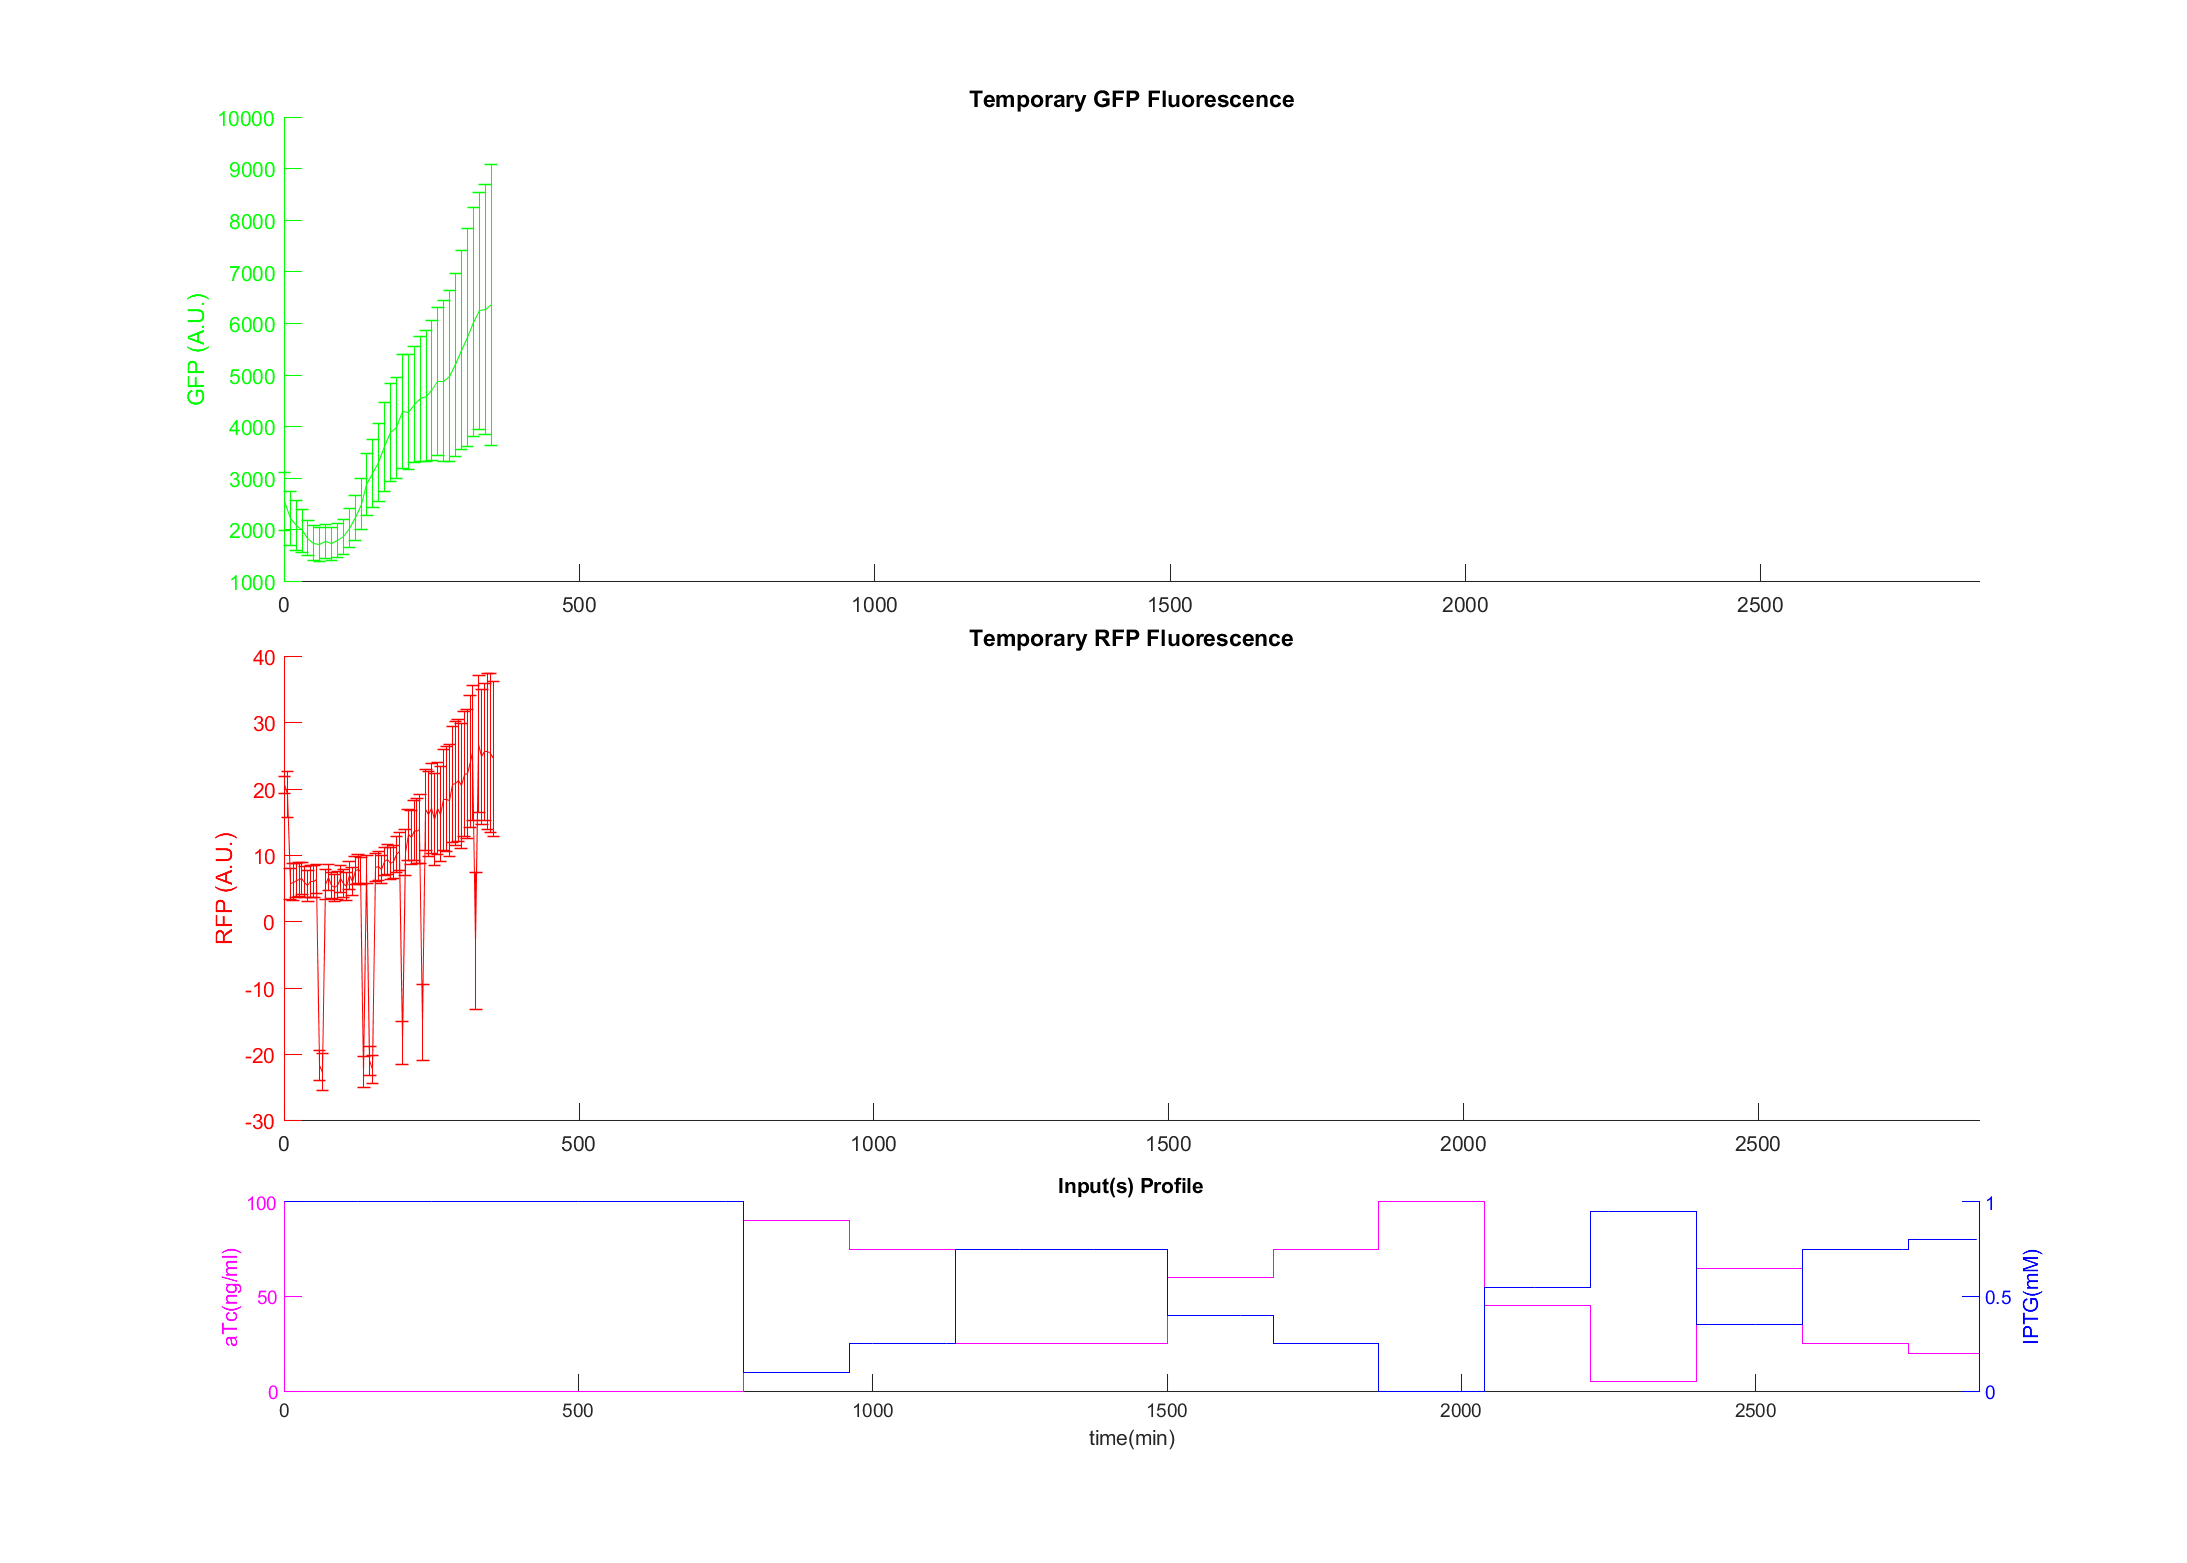 Temporary GFP Fluorescence
10000
9000
8000
7000
6000
5000
4000
3000
2000
1000
GFP (A.U.)
0 500 1000 1500 2000 2500
Temporary RFP Fluorescence
40
30
20
10
0
-10
-20
-30
RFP (A.U.)
0 500 1000 1500 2000 2500
Input(s) Profile
100
50
0
aTc(ng/ml)
1
0.5
0
IPTG(mM)
0 500 1000 1500 2000 2500
time(min)